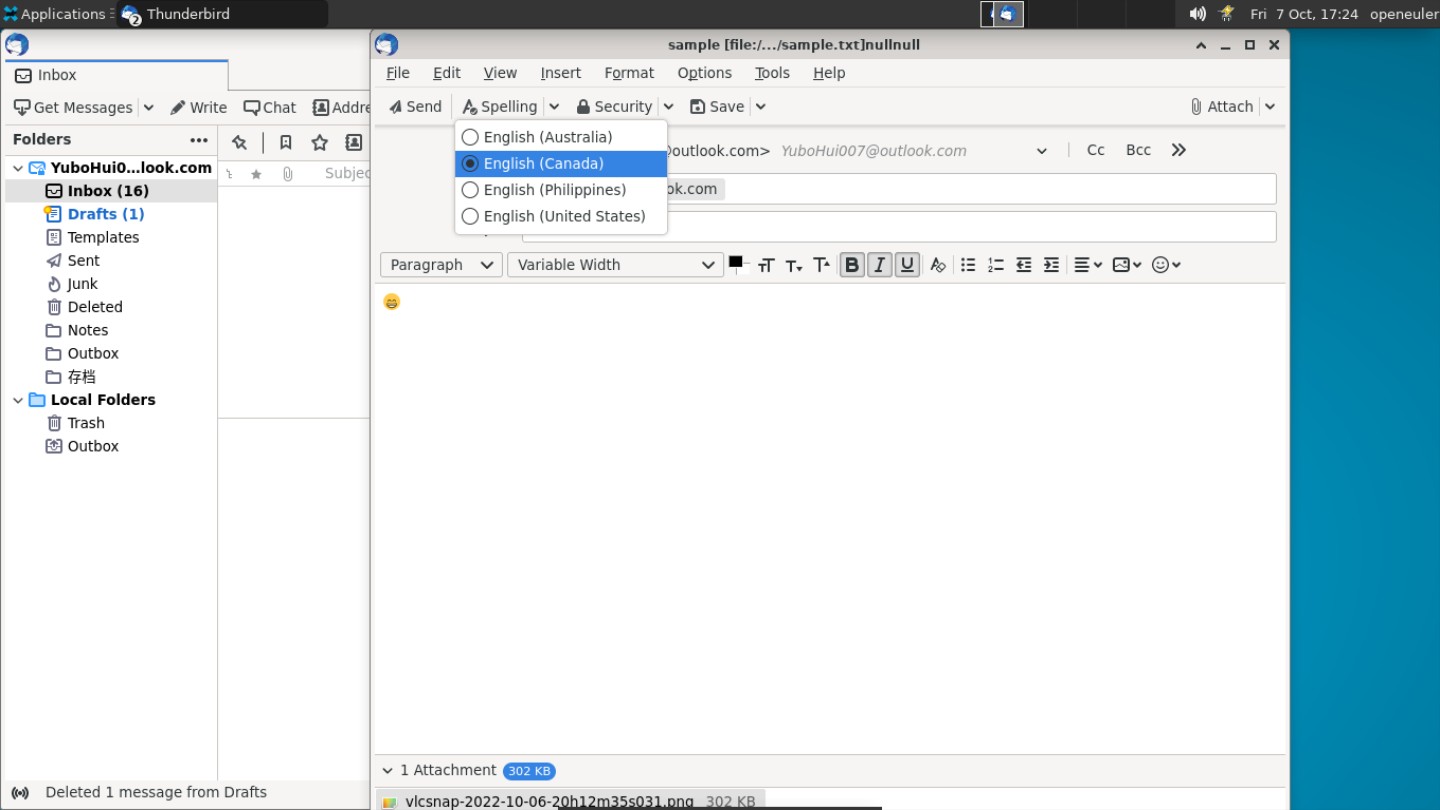 Applications
2
Thunderbird
Fri 7 Oct, 17:24
openeuler
Inbox
Get Messages
Write
Chat
Addre
Folders
YuboHui0...look.com
Inbox (16)
Drafts (1)
Templates
Sent
Junk
Deleted
Notes
Outbox
存档
Local Folders
Trash
Outbox
Subjec
Deleted 1 message from Drafts
sample [file:/.../sample.txt]nullnull
File Edit View Insert Format Options Tools Help
Send Spelling Security Save Attach
English (Australia)
English (Canada)
English (Philippines)
English (United States)
outlook.com> YuboHui007@outlook.com Cc Bcc
ok.com
Paragraph Variable Width B I U
1 Attachment 302 KB
vlcsnap-2022-10-06-20h12m35s031.png 302 KB